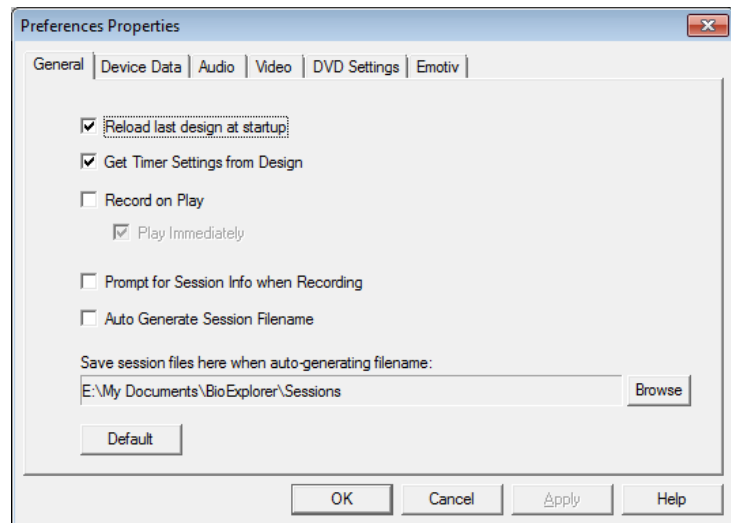 Preferences Properties
General Device Data Audio Video DVD Settings Emotiv
Reload last design at startup
Get Timer Settings from Design
Record on Play
Play Immediately
Prompt for Session Info when Recording
Auto Generate Session Filename
Save session files here when auto-generating filename:
E:\My Documents\BioExplorer\Sessions Browse
Default
OK Cancel Apply Help